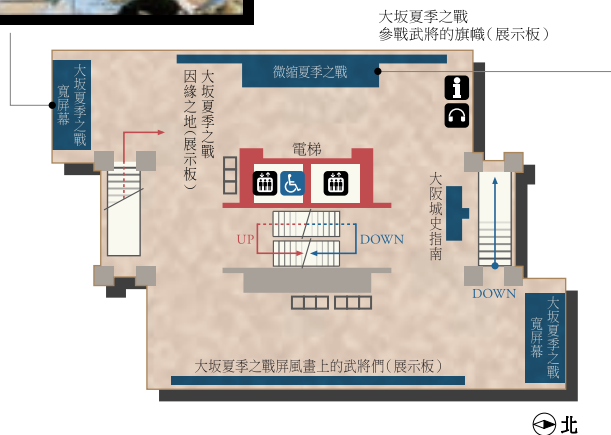 大坂夏季之戰
參戰武將的旗幟（展示板）
微縮夏季之戰
大坂夏季之戰
寬屏幕
大坂夏季之戰
因緣之地（展示板）
電梯
大阪城史指南
UP
DOWN
DOWN
大坂夏季之戰
寬屏幕
大坂夏季之戰屏風畫上的武將們（展示板）
北